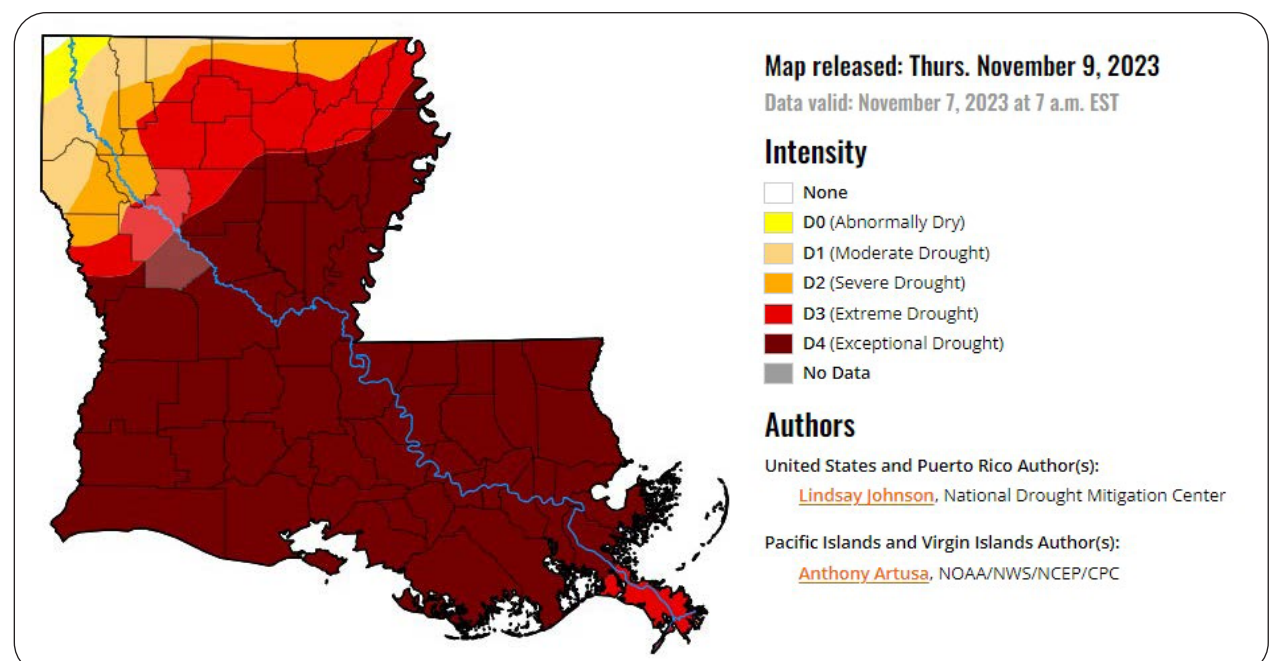 Map released: Thurs. November 9, 2023
Data valid: November 7, 2023 at 7 a.m. EST
Intensity
None
D0 (Abnormally Dry)
D1 (Moderate Drought)
D2 (Severe Drought)
D3 (Extreme Drought)
D4 (Exceptional Drought)
No Data
Authors
United States and Puerto Rico Author(s):
Lindsay Johnson, National Drought Mitigation Center
Pacific Islands and Virgin Islands Author(s):
Anthony Artusa, NOAA/NWS/NCEP/CPC